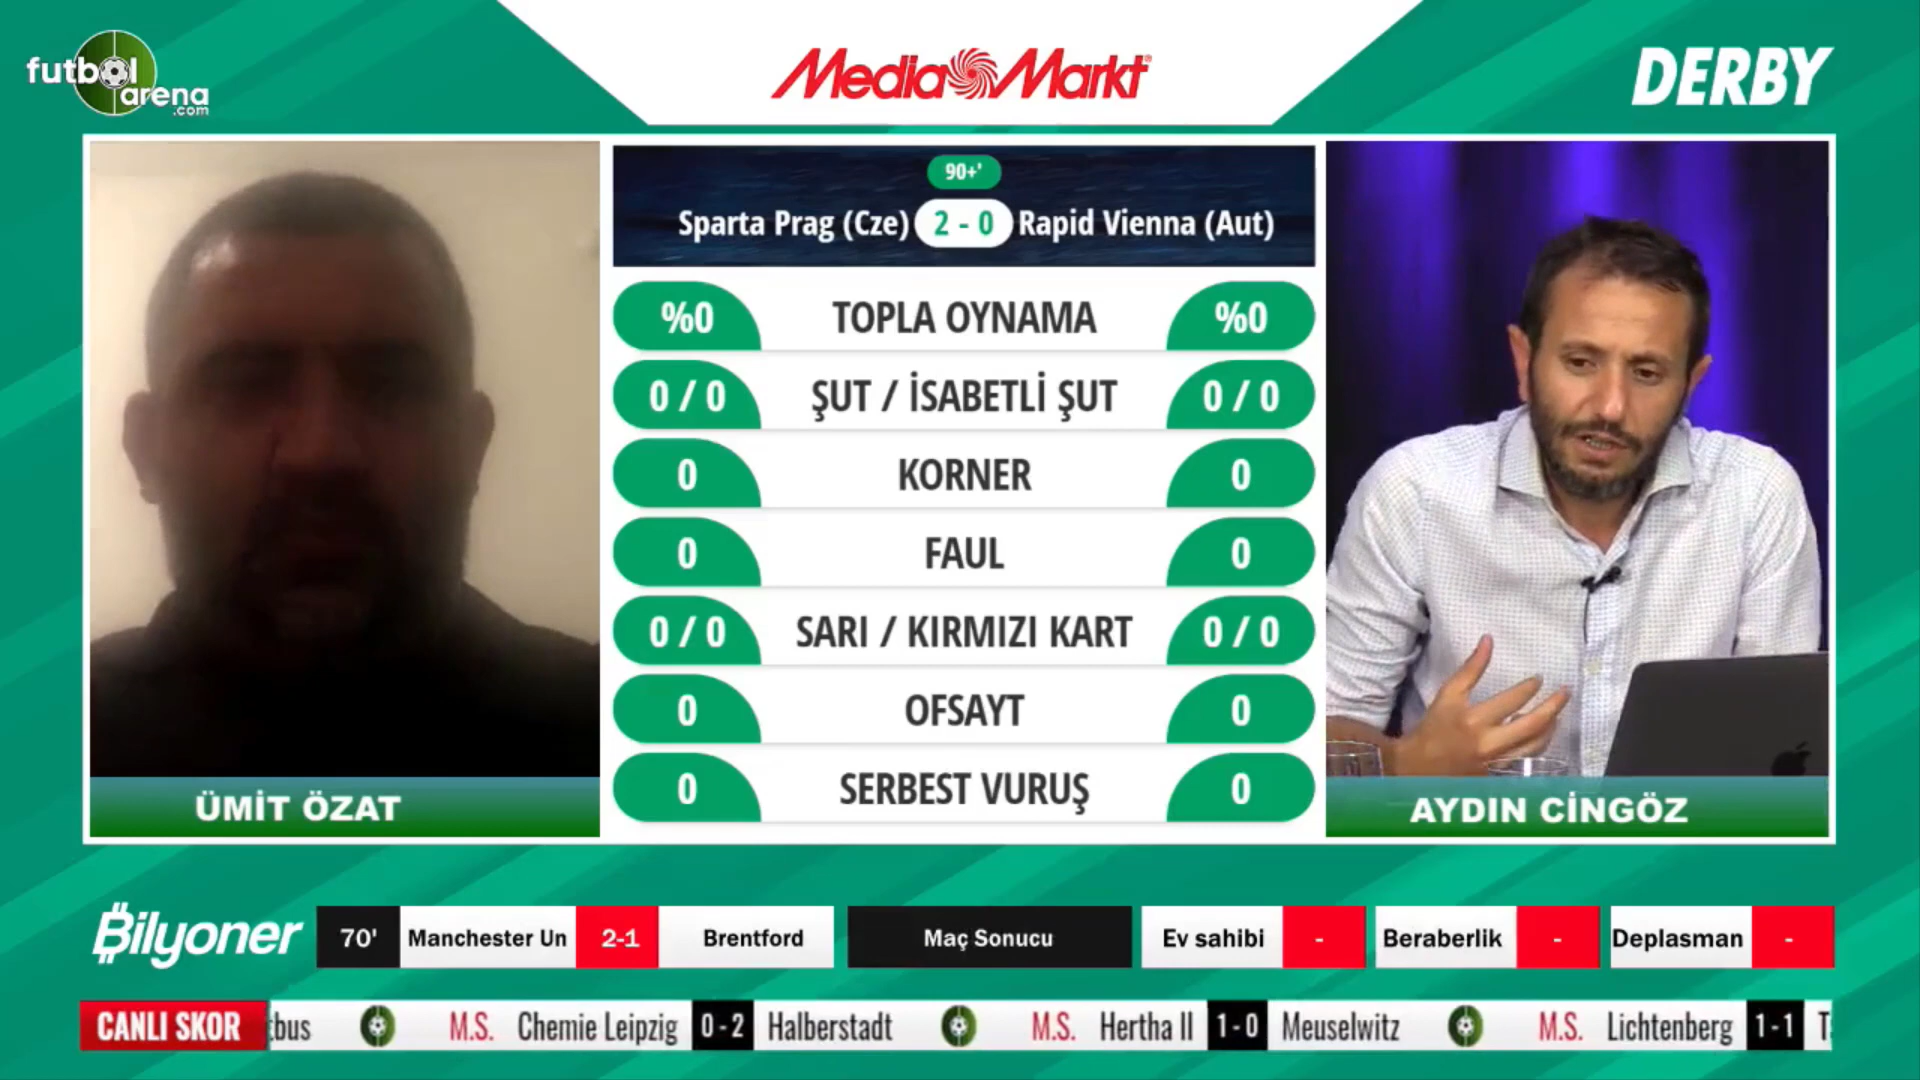 futbol
arena
.com
MediaMarkt
DERBY
90+'
Sparta Prag (Cze) 2 - 0 Rapid Vienna (Aut)
%0 TOPLA OYNAMA %0
0 / 0 ŞUT / İSABETLİ ŞUT 0 / 0
0 KORNER 0
0 FAUL 0
0 / 0 SARI / KIRMIZI KART 0 / 0
0 OFSAYT 0
0 SERBEST VURUŞ 0
ÜMİT ÖZAT
AYDIN CİNGÖZ
Bilyoner 70' Manchester Un 2-1 Brentford Maç Sonucu Ev sahibi - Beraberlik - Deplasman -
CANLI SKOR bus M.S. Chemie Leipzig 0 - 2 Halberstadt M.S. Hertha II 1 - 0 Meuselwitz M.S. Lichtenberg 1 - 1 T